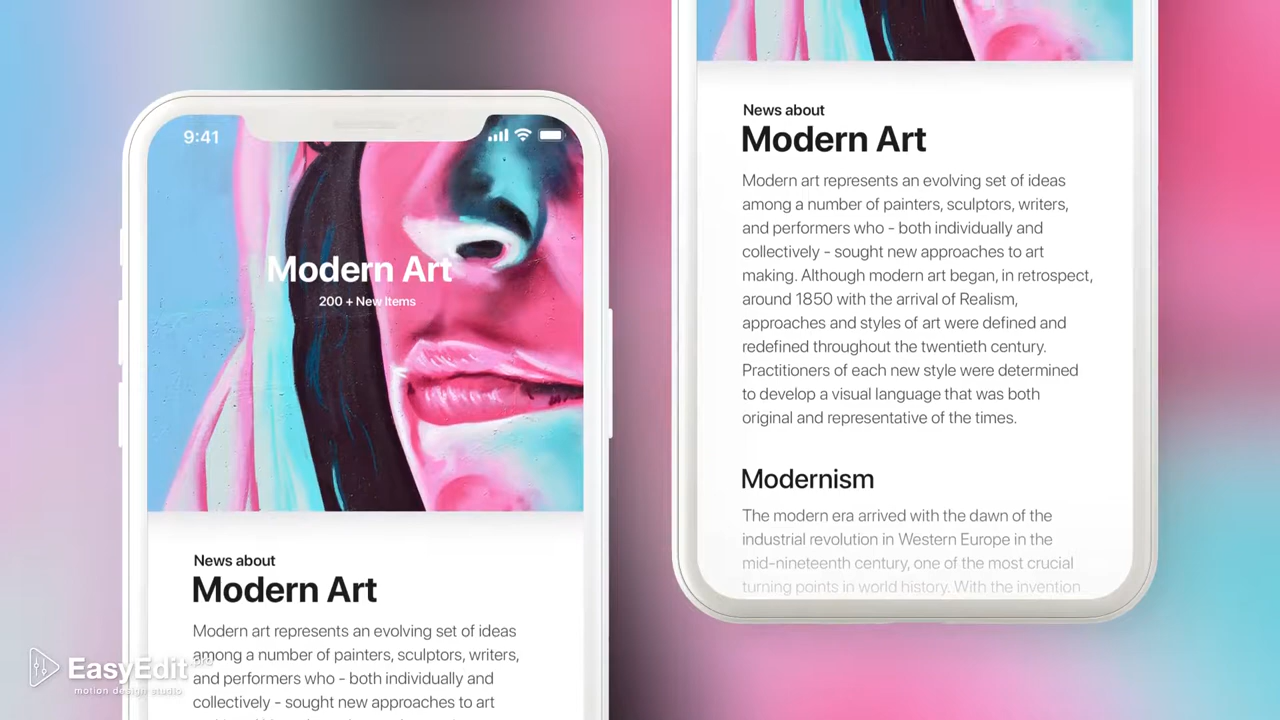 9:41
Modern Art
200 + New Items
News about
Modern Art
Modern art represents an evolving set of ideas
among a number of painters, sculptors, writers,
and performers who - both individually and
collectively - sought new approaches to art
EasyEdit
motion design studio
News about
Modern Art
Modern art represents an evolving set of ideas
among a number of painters, sculptors, writers,
and performers who - both individually and
collectively - sought new approaches to art
making. Although modern art began, in retrospect,
around 1850 with the arrival of Realism,
approaches and styles of art were defined and
redefined throughout the twentieth century.
Practitioners of each new style were determined
to develop a visual language that was both
original and representative of the times.
Modernism
The modern era arrived with the dawn of the
industrial revolution in Western Europe in the
mid-nineteenth century, one of the most crucial
turning points in world history. With the invention